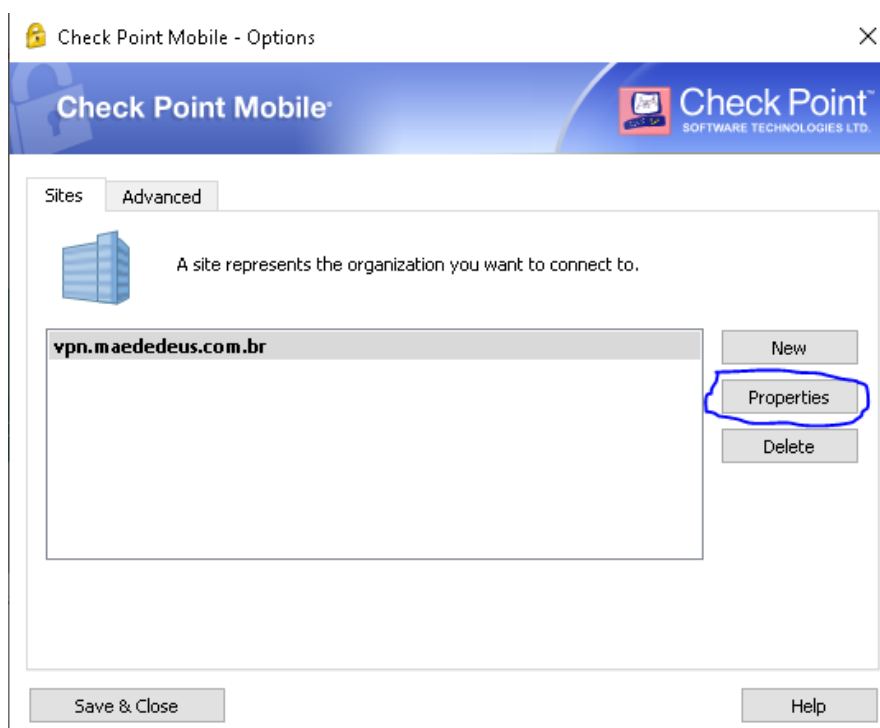 Check Point Mobile - Options
Check Point Mobile
Check Point™
SOFTWARE TECHNOLOGIES LTD.
Sites
Advanced
A site represents the organization you want to connect to.
vpn.maededeus.com.br
New
Properties
Delete
Save & Close
Help